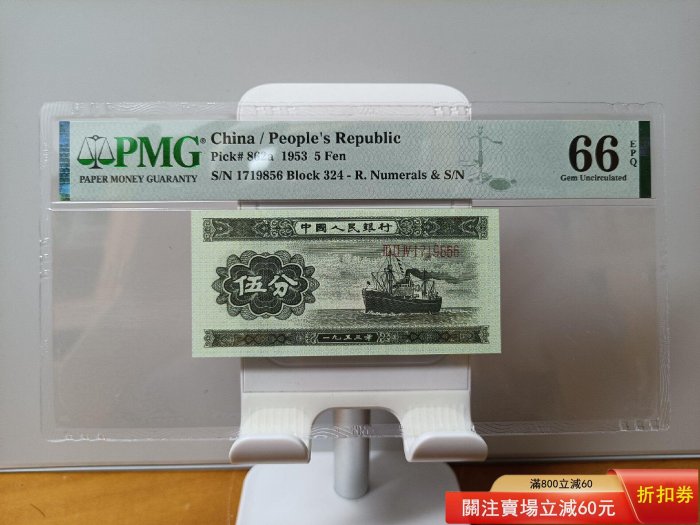 PMG
PAPER MONEY GUARANTY
China / People's Republic
Pick# 862a 1953 5 Fen
S/N 1719856 Block 324 - R. Numerals & S/N
66
EPQ
Gem Uncirculated
中國人民銀行
1719856
伍分
一九五三年
滿800立減60
關注賣場立減60元
折扣券